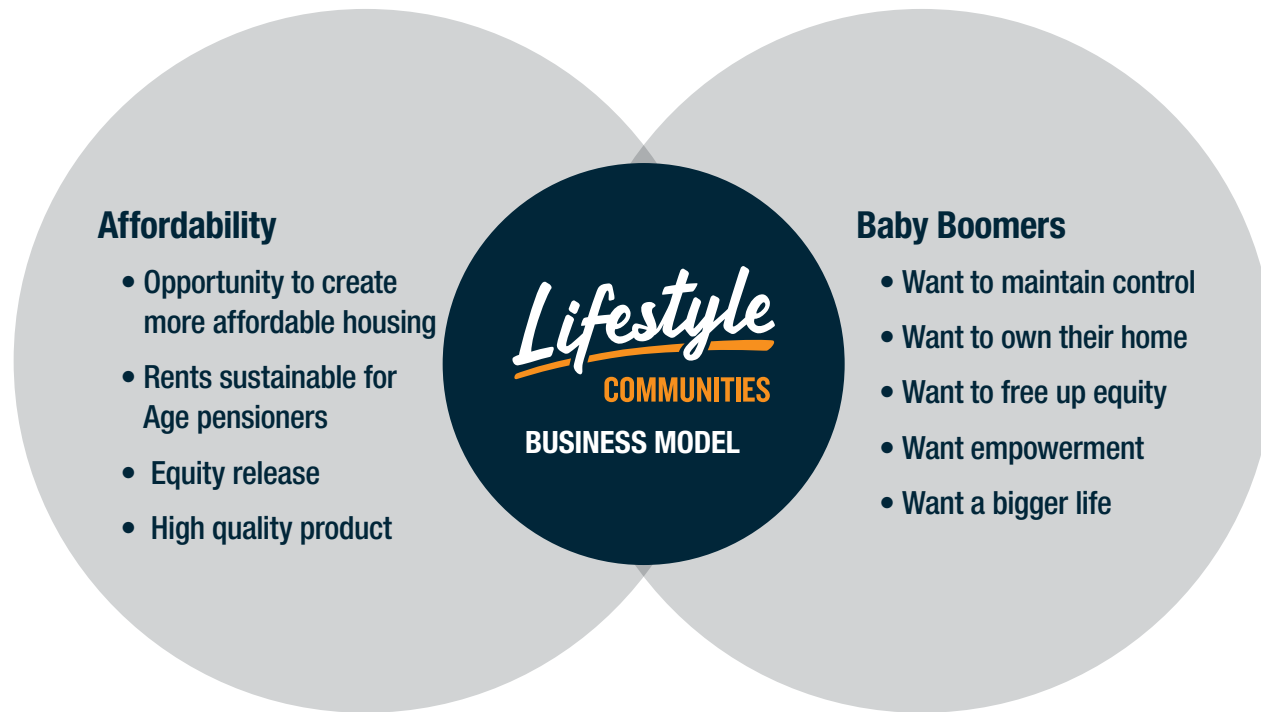 Affordability
• Opportunity to create
more affordable housing
• Rents sustainable for
Age pensioners
• Equity release
• High quality product
Lifestyle
COMMUNITIES
BUSINESS MODEL
Baby Boomers
• Want to maintain control
• Want to own their home
• Want to free up equity
• Want empowerment
• Want a bigger life